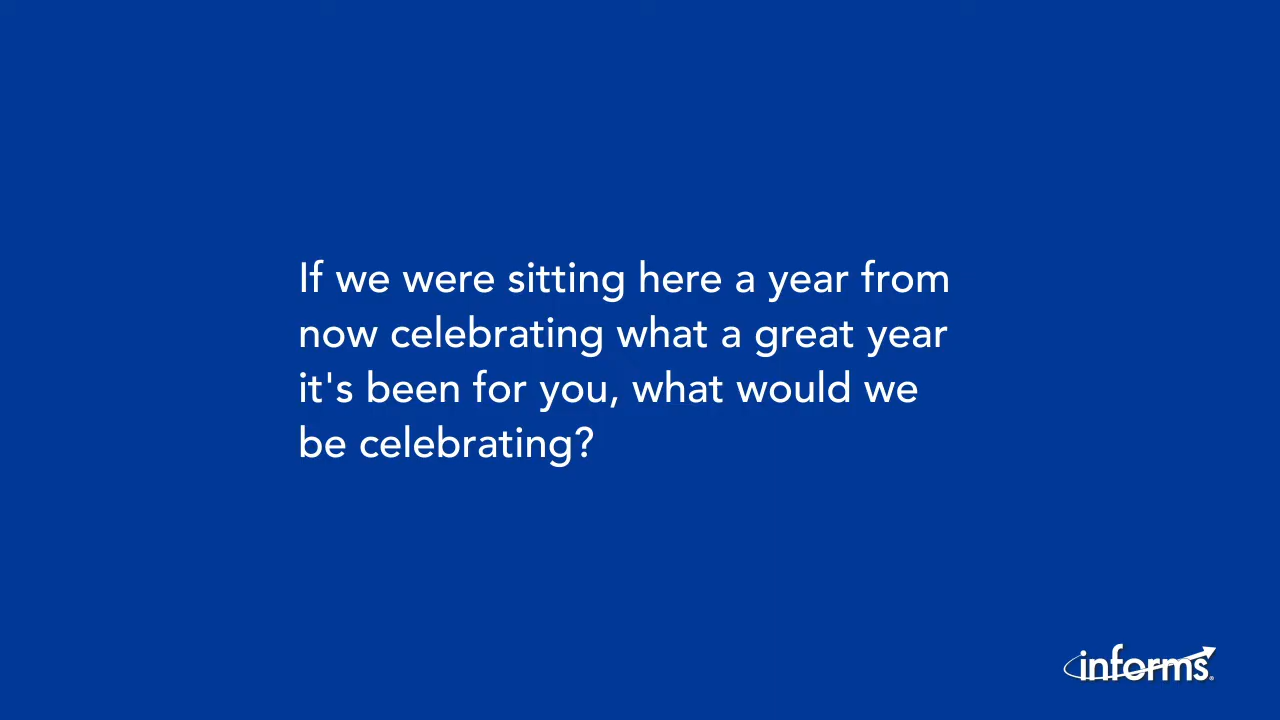 If we were sitting here a year from
now celebrating what a great year
it's been for you, what would we
be celebrating?
informs®